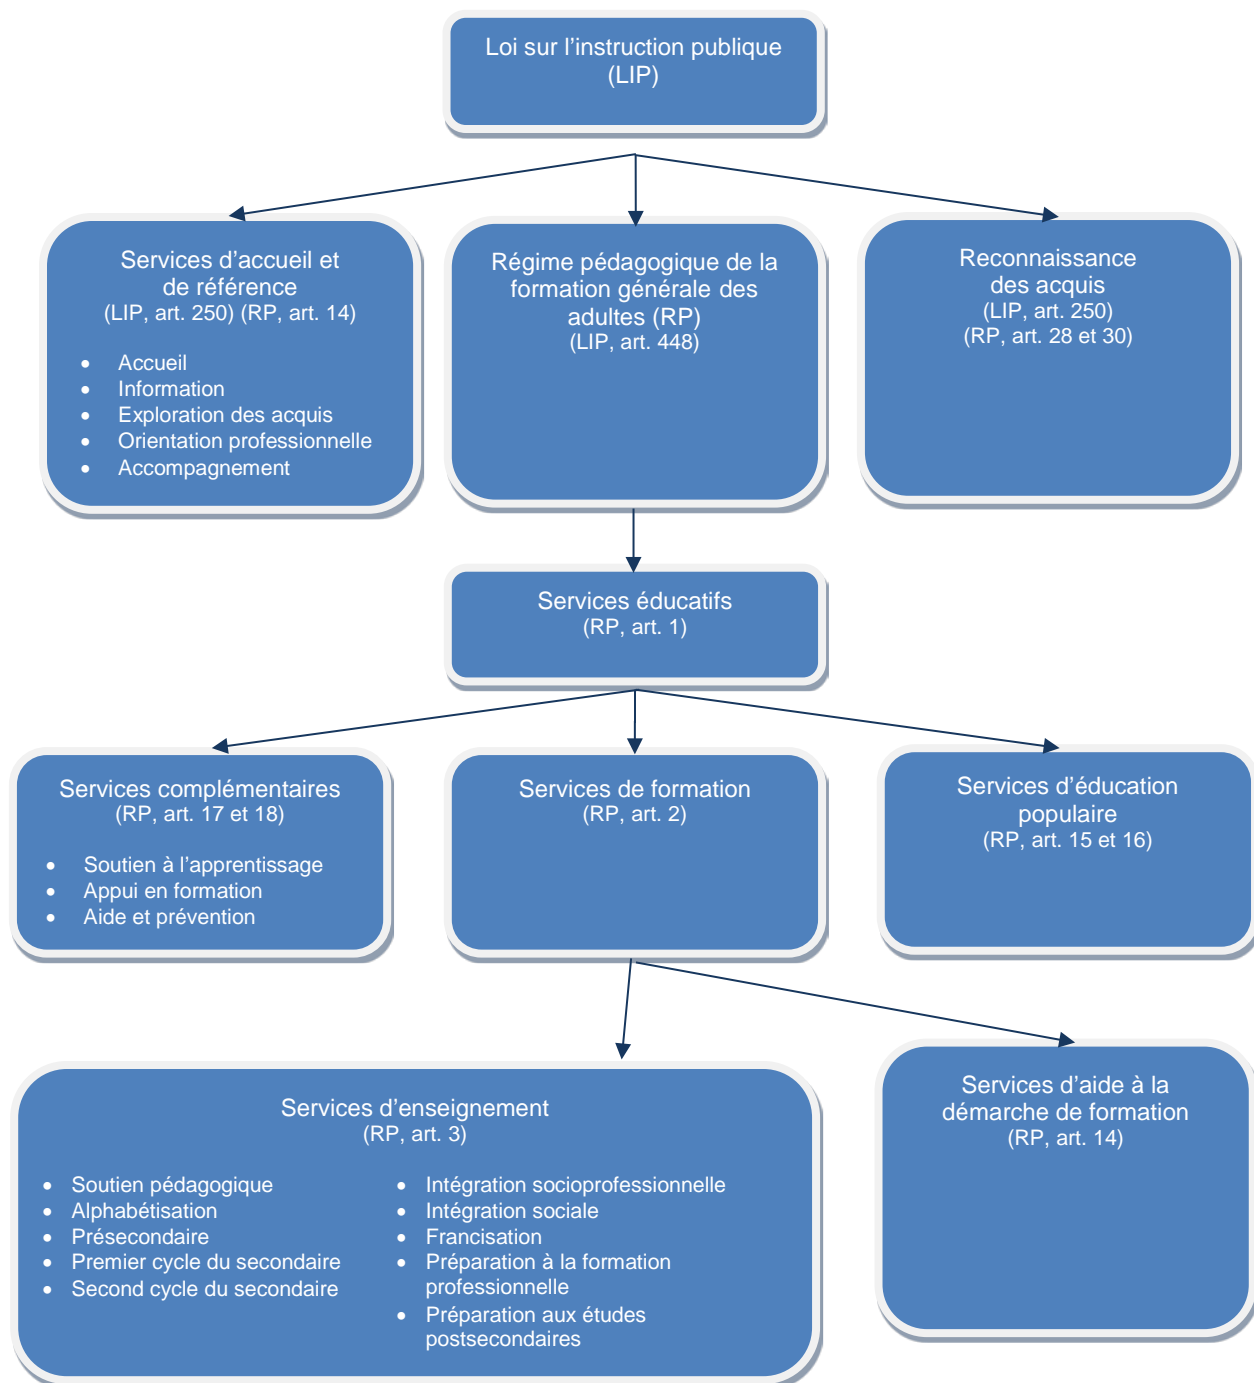 Loi sur l’instruction publique
(LIP)
Services d’accueil et
de référence
(LIP, art. 250) (RP, art. 14)
• Accueil
• Information
• Exploration des acquis
• Orientation professionnelle
• Accompagnement
Régime pédagogique de la
formation générale des
adultes (RP)
(LIP, art. 448)
Reconnaissance
des acquis
(LIP, art. 250)
(RP, art. 28 et 30)
Services éducatifs
(RP, art. 1)
Services complémentaires
(RP, art. 17 et 18)
• Soutien à l’apprentissage
• Appui en formation
• Aide et prévention
Services de formation
(RP, art. 2)
Services d’éducation
populaire
(RP, art. 15 et 16)
Services d’enseignement
(RP, art. 3)
• Soutien pédagogique
• Alphabétisation
• Présecondaire
• Premier cycle du secondaire
• Second cycle du secondaire
• Intégration socioprofessionnelle
• Intégration sociale
• Francisation
• Préparation à la formation
professionnelle
• Préparation aux études
postsecondaires
Services d’aide à la
démarche de formation
(RP, art. 14)